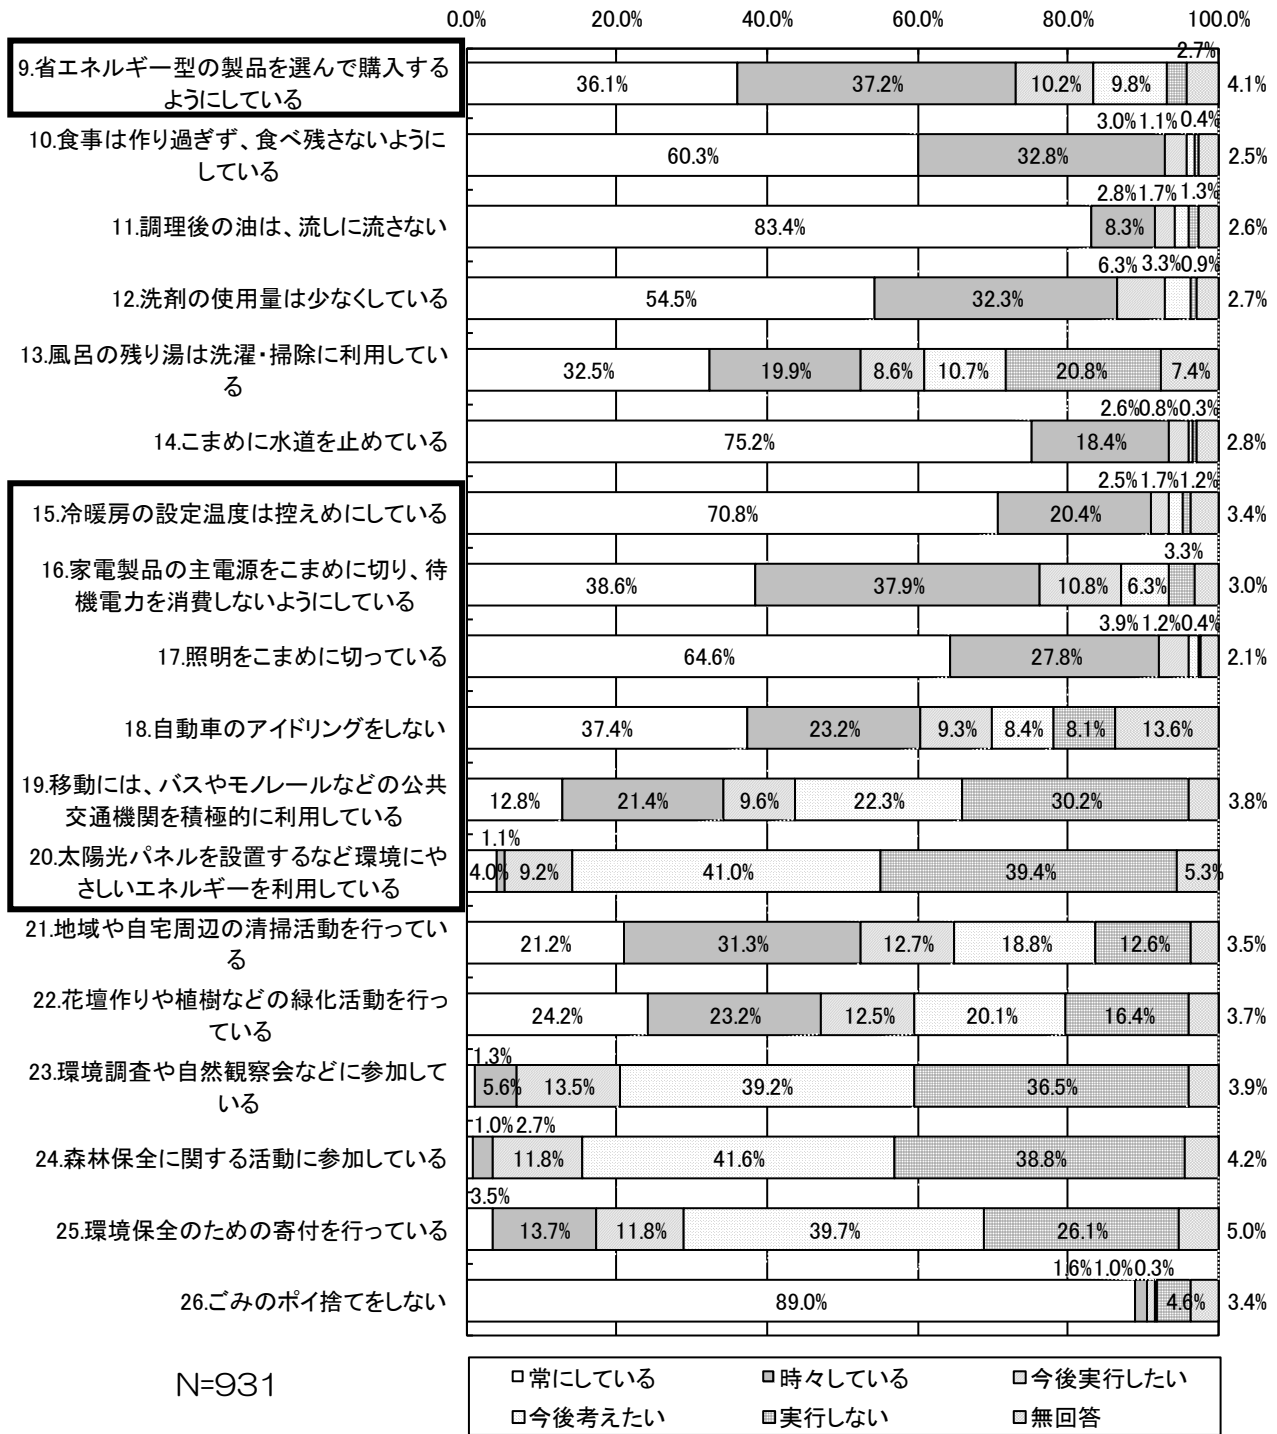 0.0% 20.0% 40.0% 60.0% 80.0% 100.0%
2.7%
9.省エネルギー型の製品を選んで購入する
ようにしている
36.1% 37.2% 10.2% 9.8% 4.1%
3.0% 1.1% 0.4%
10.食事は作り過ぎず、食べ残さないように
している
60.3% 32.8% 2.5%
2.8% 1.7% 1.3%
11.調理後の油は、流しに流さない
83.4% 8.3% 2.6%
6.3% 3.3% 0.9%
12.洗剤の使用量は少なくしている
54.5% 32.3% 2.7%
13.風呂の残り湯は洗濯・掃除に利用してい
る
32.5% 19.9% 8.6% 10.7% 20.8% 7.4%
2.6% 0.8% 0.3%
14.こまめに水道を止めている
75.2% 18.4% 2.8%
2.5% 1.7% 1.2%
15.冷暖房の設定温度は控えめにしている
70.8% 20.4% 3.4%
3.3%
16.家電製品の主電源をこまめに切り、待
機電力を消費しないようにしている
38.6% 37.9% 10.8% 6.3% 3.0%
3.9% 1.2% 0.4%
17.照明をこまめに切っている
64.6% 27.8% 2.1%
18.自動車のアイドリングをしない
37.4% 23.2% 9.3% 8.4% 8.1% 13.6%
19.移動には、バスやモノレールなどの公共
交通機関を積極的に利用している
12.8% 21.4% 9.6% 22.3% 30.2% 3.8%
1.1%
20.太陽光パネルを設置するなど環境にや
さしいエネルギーを利用している
4.0% 9.2% 41.0% 39.4% 5.3%
21.地域や自宅周辺の清掃活動を行ってい
る
21.2% 31.3% 12.7% 18.8% 12.6% 3.5%
22.花壇作りや植樹などの緑化活動を行っ
ている
24.2% 23.2% 12.5% 20.1% 16.4% 3.7%
1.3%
23.環境調査や自然観察会などに参加して
いる
5.6% 13.5% 39.2% 36.5% 3.9%
1.0% 2.7%
24.森林保全に関する活動に参加している
11.8% 41.6% 38.8% 4.2%
3.5%
25.環境保全のための寄付を行っている
13.7% 11.8% 39.7% 26.1% 5.0%
1.6% 1.0% 0.3%
26.ごみのポイ捨てをしない
89.0% 4.6% 3.4%
N=931
常にしている 時々している 今後実行したい
今後考えたい 実行しない 無回答